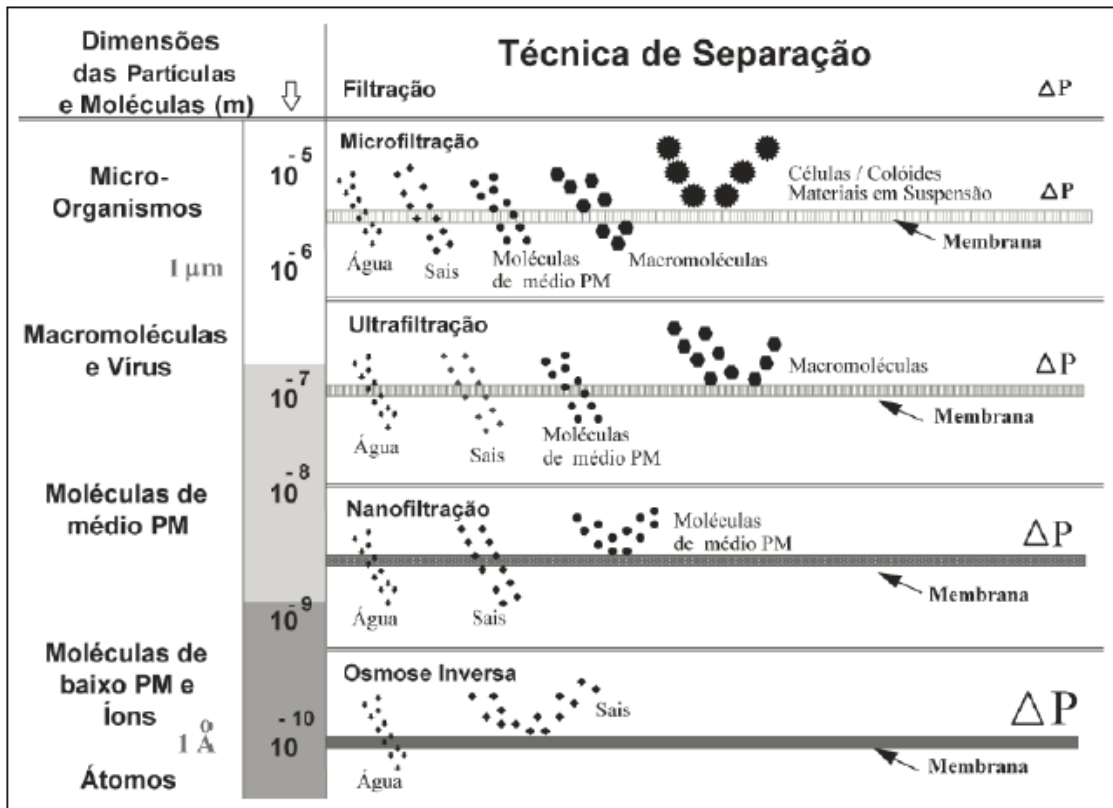 Dimensões
das Partículas
e Moléculas (m)
Técnica de Separação
Filtração
ΔP
Micro-
Organismos
1 μm
Macromoléculas
e Vírus
Moléculas de
médio PM
Moléculas de
baixo PM e
Íons
1 Å
Átomos
10⁻⁵
10⁻⁶
10⁻⁷
10⁻⁸
10⁻⁹
10⁻¹⁰
Microfiltração
Células / Colóides
Materiais em Suspensão
ΔP
Membrana
Água
Sais
Moléculas
de médio PM
Macromoléculas
Ultrafiltração
Macromoléculas
ΔP
Membrana
Água
Sais
Moléculas
de médio PM
Nanofiltração
Moléculas
de médio PM
ΔP
Membrana
Água
Sais
Osmose Inversa
Sais
ΔP
Membrana
Água